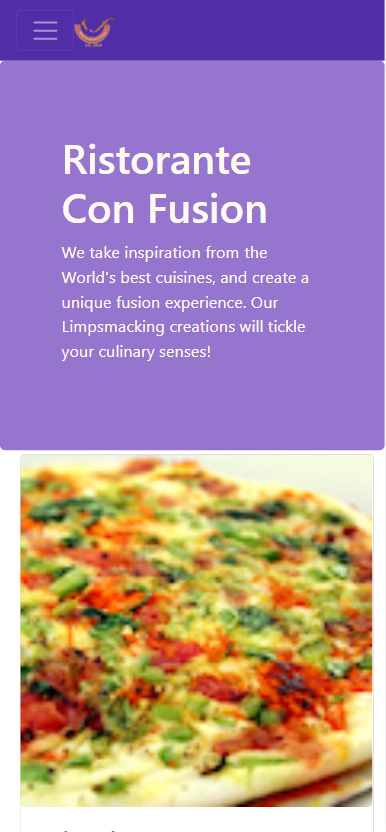 Ristorante
Con Fusion
We take inspiration from the
World's best cuisines, and create a
unique fusion experience. Our
Limpsmacking creations will tickle
your culinary senses!